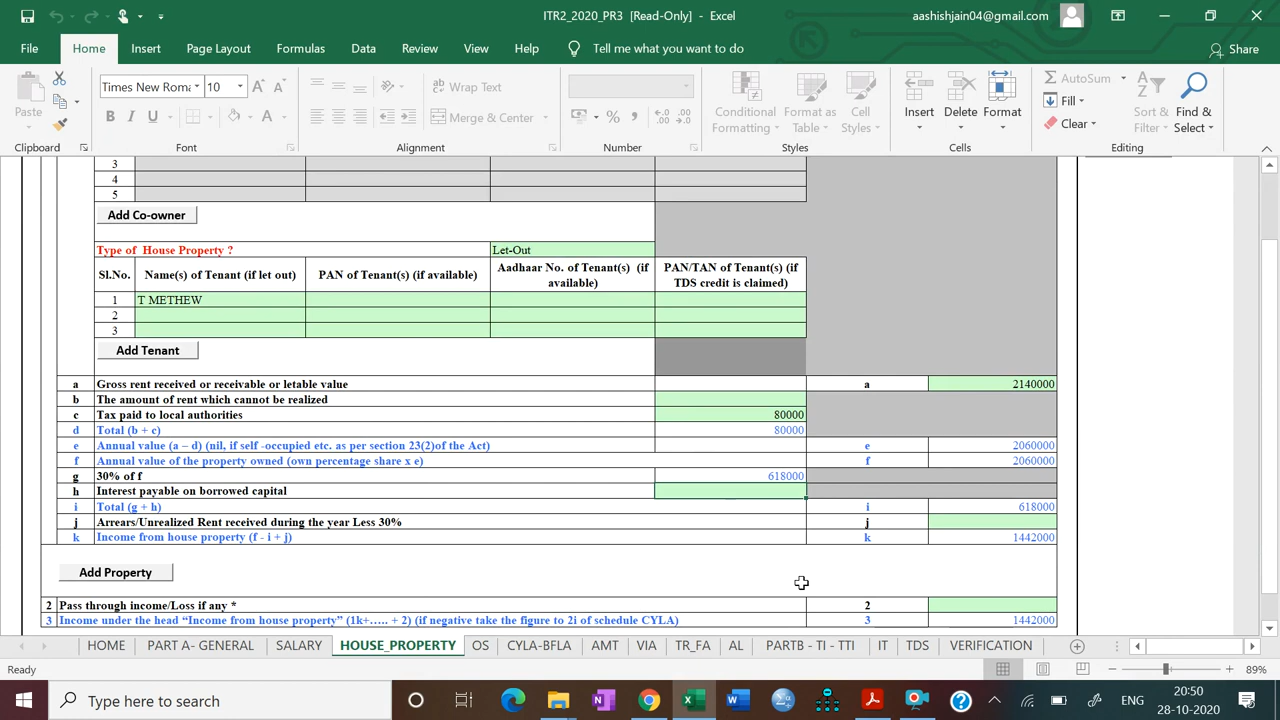 ITR2_2020_PR3 [Read-Only] - Excel
aashishjain04@gmail.com
File Home Insert Page Layout Formulas Data Review View Help Tell me what you want to do Share
Paste
Clipboard
Times New Roma 10
B I U
Font
Wrap Text
Merge & Center
Alignment
Number
Conditional Formatting
Format as Table
Cell Styles
Styles
Insert Delete Format
Cells
AutoSum
Fill
Clear
Sort & Filter
Find & Select
Editing
3
4
5
Add Co-owner
Type of House Property ? Let-Out
Sl.No. Name(s) of Tenant (if let out) PAN of Tenant(s) (if available) Aadhaar No. of Tenant(s) (if available) PAN/TAN of Tenant(s) (if TDS credit is claimed)
1 T METHEW
2
3
Add Tenant
a Gross rent received or receivable or letable value a 2140000
b The amount of rent which cannot be realized
c Tax paid to local authorities 80000
d Total (b + c) 80000
e Annual value (a – d) (nil, if self -occupied etc. as per section 23(2)of the Act) e 2060000
f Annual value of the property owned (own percentage share x e) f 2060000
g 30% of f 618000
h Interest payable on borrowed capital
i Total (g + h) i 618000
j Arrears/Unrealized Rent received during the year Less 30% j
k Income from house property (f - i + j) k 1442000
Add Property
2 Pass through income/Loss if any * 2
3 Income under the head “Income from house property” (1k+….. + 2) (if negative take the figure to 2i of schedule CYLA) 3 1442000
HOME PART A- GENERAL SALARY HOUSE_PROPERTY OS CYLA-BFLA AMT VIA TR_FA AL PARTB - TI - TTI IT TDS VERIFICATION
Ready 89%
Type here to search
ENG
20:50
28-10-2020